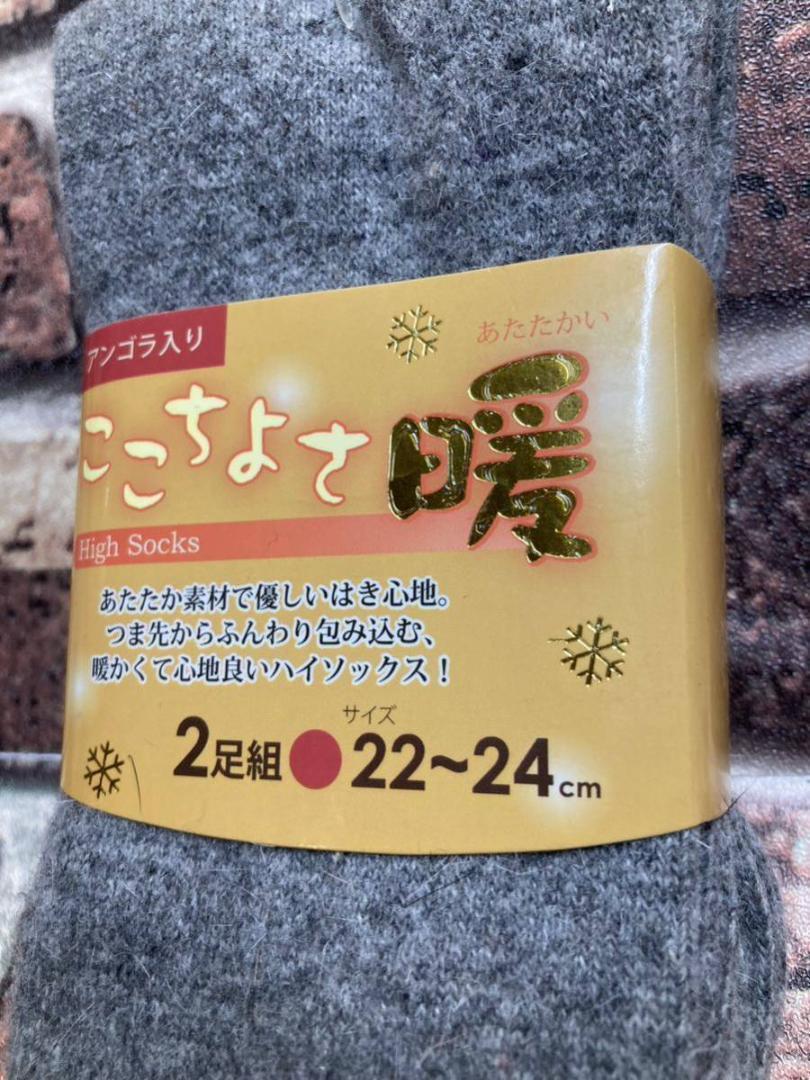 アンゴラ入り
あたたかい
ここちよさ暖
High Socks
あたたか素材で優しいはき心地。
つま先からふんわり包み込む、
暖かくて心地良いハイソックス！
サイズ
2足組●22~24cm